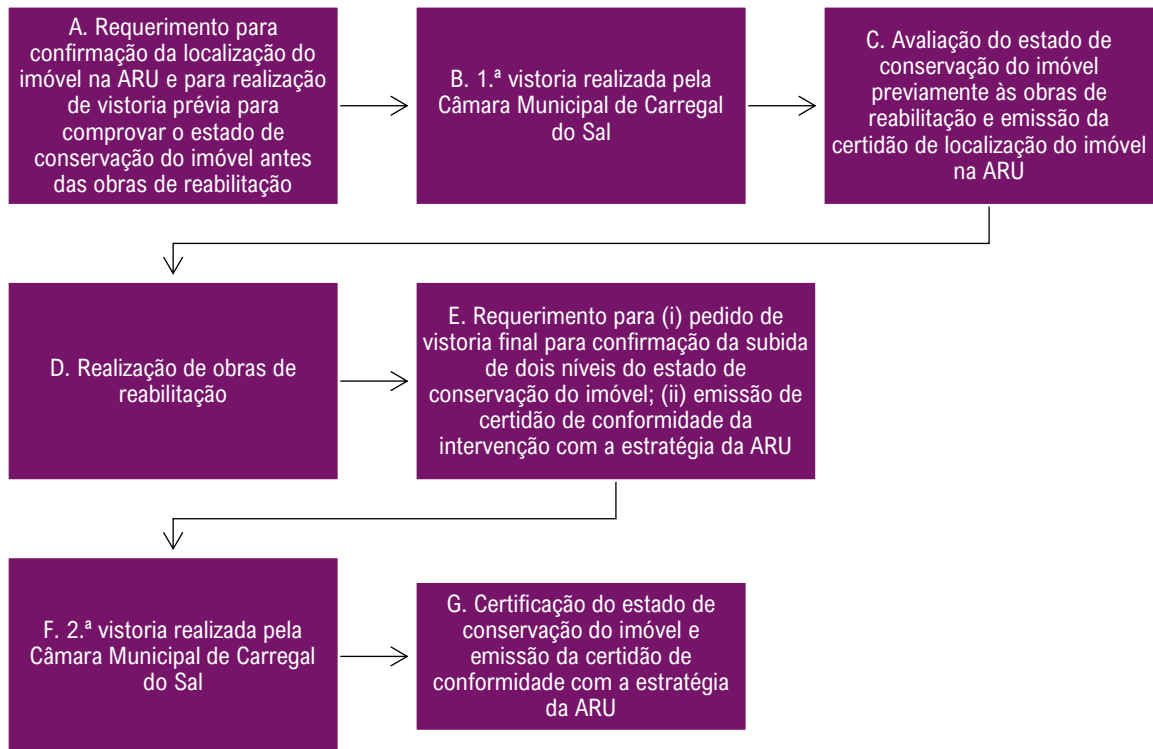 A. Requerimento para
confirmação da localização do
imóvel na ARU e para realização
de vistoria prévia para
comprovar o estado de
conservação do imóvel antes
das obras de reabilitação
B. 1.ª vistoria realizada pela
Câmara Municipal de Carregal
do Sal
C. Avaliação do estado de
conservação do imóvel
previamente às obras de
reabilitação e emissão da
certidão de localização do imóvel
na ARU
D. Realização de obras de
reabilitação
E. Requerimento para (i) pedido de
vistoria final para confirmação da subida
de dois níveis do estado de
conservação do imóvel; (ii) emissão de
certidão de conformidade da
intervenção com a estratégia da ARU
F. 2.ª vistoria realizada pela
Câmara Municipal de Carregal
do Sal
G. Certificação do estado de
conservação do imóvel e
emissão da certidão de
conformidade com a estratégia
da ARU